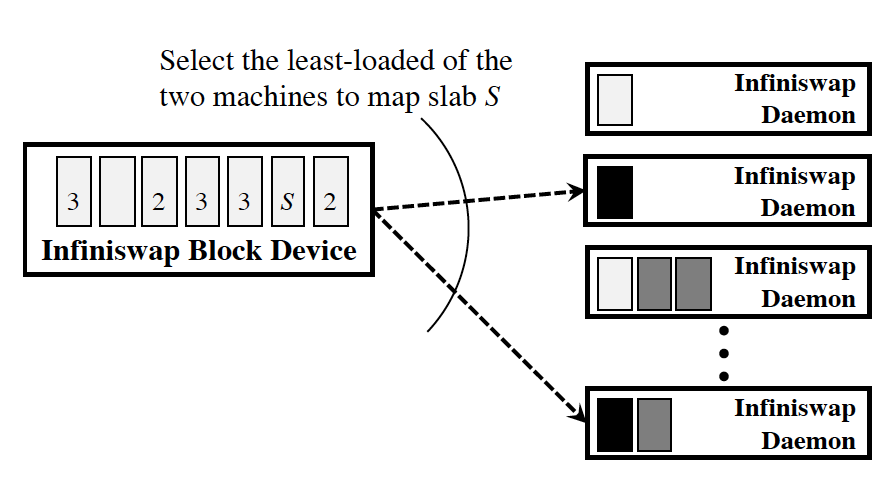 Select the least-loaded of the
two machines to map slab S
3 2 3 3 S 2
Infiniswap Block Device
Infiniswap
Daemon
Infiniswap
Daemon
Infiniswap
Daemon
Infiniswap
Daemon